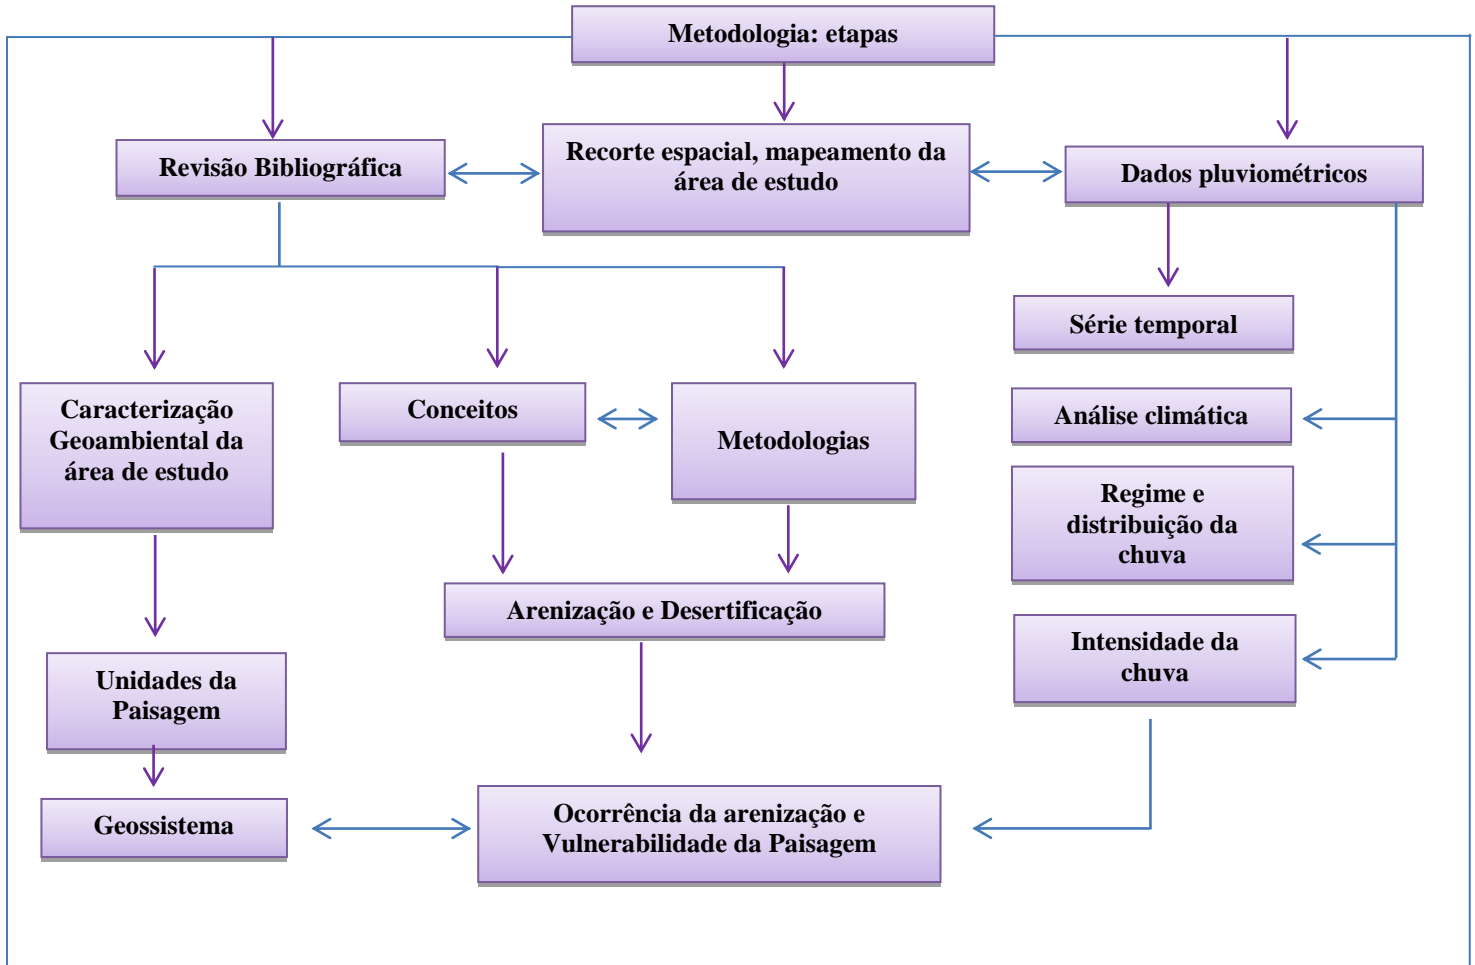 Metodologia: etapas
Revisão Bibliográfica
Recorte espacial, mapeamento da
área de estudo
Dados pluviométricos
Série temporal
Caracterização
Geoambiental da
área de estudo
Conceitos
Metodologias
Análise climática
Regime e
distribuição da
chuva
Arenização e Desertificação
Intensidade da
chuva
Unidades da
Paisagem
Geossistema
Ocorrência da arenização e
Vulnerabilidade da Paisagem